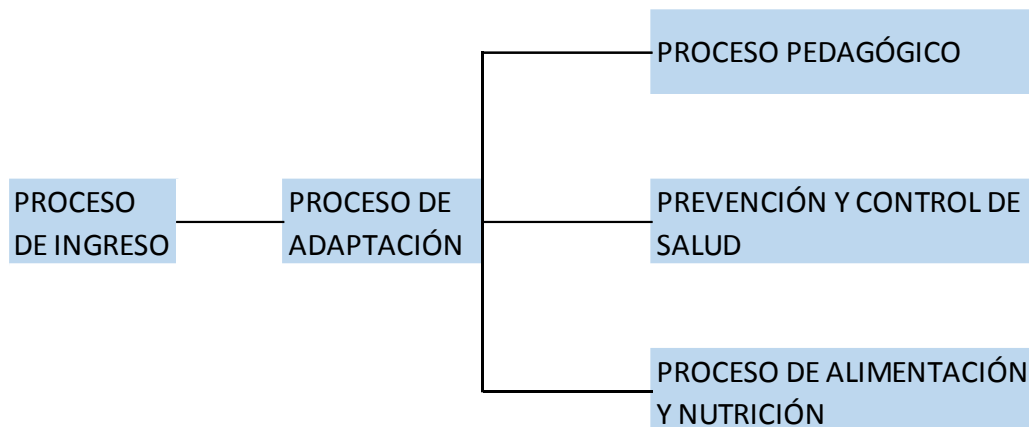 PROCESO PEDAGÓGICO
PROCESO
DE INGRESO
PROCESO DE
ADAPTACIÓN
PREVENCIÓN Y CONTROL DE
SALUD
PROCESO DE ALIMENTACIÓN
Y NUTRICIÓN